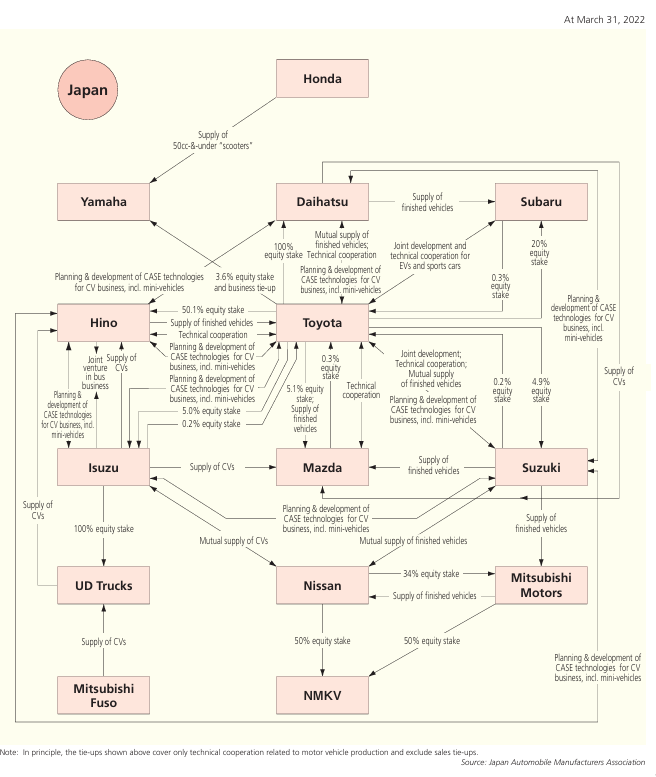 At March 31, 2022
Japan
Honda
Supply of
50cc-&-under "scooters"
Yamaha
Daihatsu
Supply of
finished vehicles
Subaru
100%
equity stake
Mutual supply of
finished vehicles;
Technical cooperation
Planning & development of
CASE technologies for CV
business, incl. mini-vehicles
Joint development and
technical cooperation for
EVs and sports cars
20%
equity
stake
0.3%
equity
stake
Planning & development of CASE technologies
for CV business, incl. mini-vehicles
3.6% equity stake
and business tie-up
Planning &
development of CASE
technologies for CV
business, incl.
mini-vehicles
Hino
50.1% equity stake
Supply of finished vehicles
Technical cooperation
Planning & development of
CASE technologies for CV
business, incl. mini-vehicles
Toyota
Joint
venture
in bus
business
Supply of
CVs
Planning & development of
CASE technologies for CV
business, incl. mini-vehicles
5.0% equity stake
0.2% equity stake
5.1%
equity
stake;
Supply of
finished
vehicles
0.3%
equity
stake
Technical
cooperation
Joint development;
Technical cooperation;
Mutual supply
of finished vehicles
Planning & development of
CASE technologies for CV
business, incl. mini-vehicles
0.2%
equity
stake
4.9%
equity
stake
Supply of
CVs
Planning &
development of
CASE technologies
for CV business, incl.
mini-vehicles
Isuzu
Supply of CVs
Mazda
Supply of
finished vehicles
Suzuki
Supply of
CVs
100% equity stake
Planning & development of
CASE technologies for CV
business, incl. mini-vehicles
Mutual supply of CVs
Mutual supply of finished vehicles
Supply of
finished vehicles
UD Trucks
Nissan
34% equity stake
Supply of finished vehicles
Mitsubishi
Motors
Supply of CVs
50% equity stake
50% equity stake
Planning & development of
CASE technologies for CV
business, incl. mini-vehicles
Mitsubishi
Fuso
NMKV
Note: In principle, the tie-ups shown above cover only technical cooperation related to motor vehicle production and exclude sales tie-ups.
Source: Japan Automobile Manufacturers Association